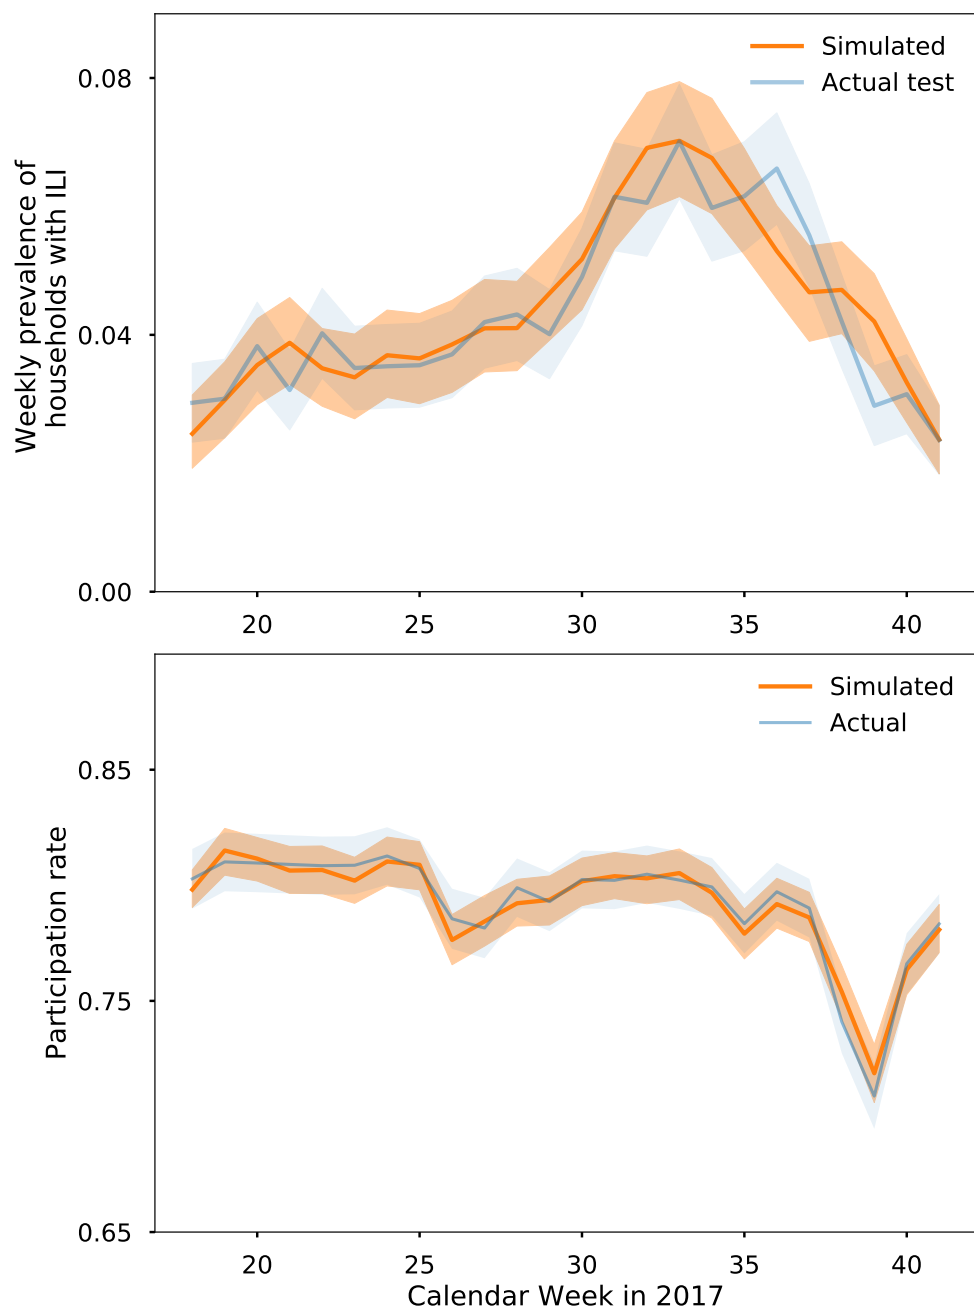 Simulated
Actual test
0.08
0.04
0.00
Weekly prevalence of
households with ILI
20 25 30 35 40
Simulated
Actual
0.85
0.75
0.65
Participation rate
20 25 30 35 40
Calendar Week in 2017